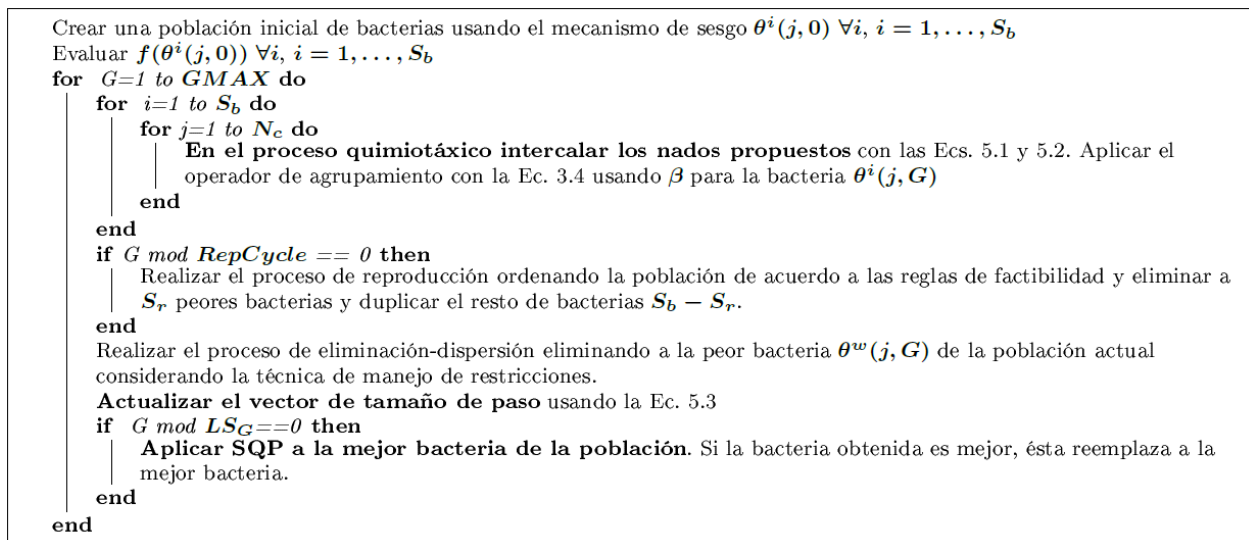 Crear una población inicial de bacterias usando el mecanismo de sesgo θ^i(j, 0) ∀i, i = 1, . . . , S_b
Evaluar f(θ^i(j, 0)) ∀i, i = 1, . . . , S_b
for G=1 to GMAX do
for i=1 to S_b do
for j=1 to N_c do
En el proceso quimiotáxico intercalar los nados propuestos con las Ecs. 5.1 y 5.2. Aplicar el
operador de agrupamiento con la Ec. 3.4 usando β para la bacteria θ^i(j, G)
end
end
if G mod RepCycle == 0 then
Realizar el proceso de reproducción ordenando la población de acuerdo a las reglas de factibilidad y eliminar a
S_r peores bacterias y duplicar el resto de bacterias S_b − S_r.
end
Realizar el proceso de eliminación-dispersión eliminando a la peor bacteria θ^w(j, G) de la población actual
considerando la técnica de manejo de restricciones.
Actualizar el vector de tamaño de paso usando la Ec. 5.3
if G mod LS_G==0 then
Aplicar SQP a la mejor bacteria de la población. Si la bacteria obtenida es mejor, ésta reemplaza a la
mejor bacteria.
end
end